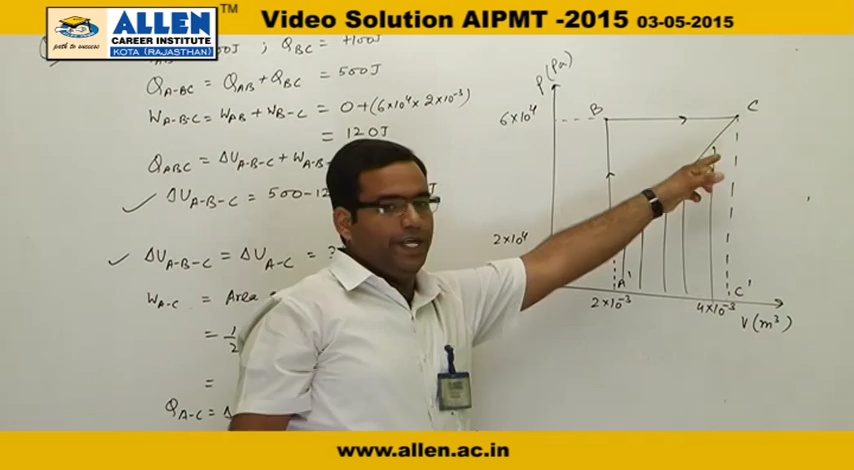 ALLEN
CAREER INSTITUTE
KOTA (RAJASTHAN)
path to success
TM
Video Solution AIPMT -2015 03-05-2015
; Q_BC = +100J
Q_A-BC = Q_AB + Q_BC = 500J
W_A-B-C = W_AB + W_B-C = 0 + (6×10⁴ × 2×10⁻³)
= 120J
Q_ABC = ΔU_A-B-C + W_A-B-
✓ ΔU_A-B-C = 500-12
J
✓ ΔU_A-B-C = ΔU_A-C = ?
W_A-C = Area
= 1/2
=
Q_A-C =
P (Pa)
6×10⁴
B
C
2×10⁴
A'
C'
2×10⁻³
4×10⁻³
V (m³)
www.allen.ac.in